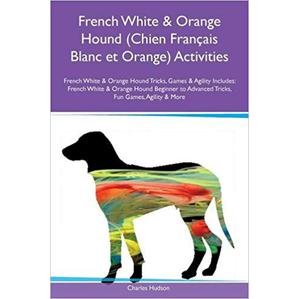 French White & Orange
Hound (Chien Français
Blanc et Orange) Activities
French White & Orange Hound Tricks, Games & Agility Includes:
French White & Orange Hound Beginner to Advanced Tricks,
Fun Games, Agility & More
Charles Hudson